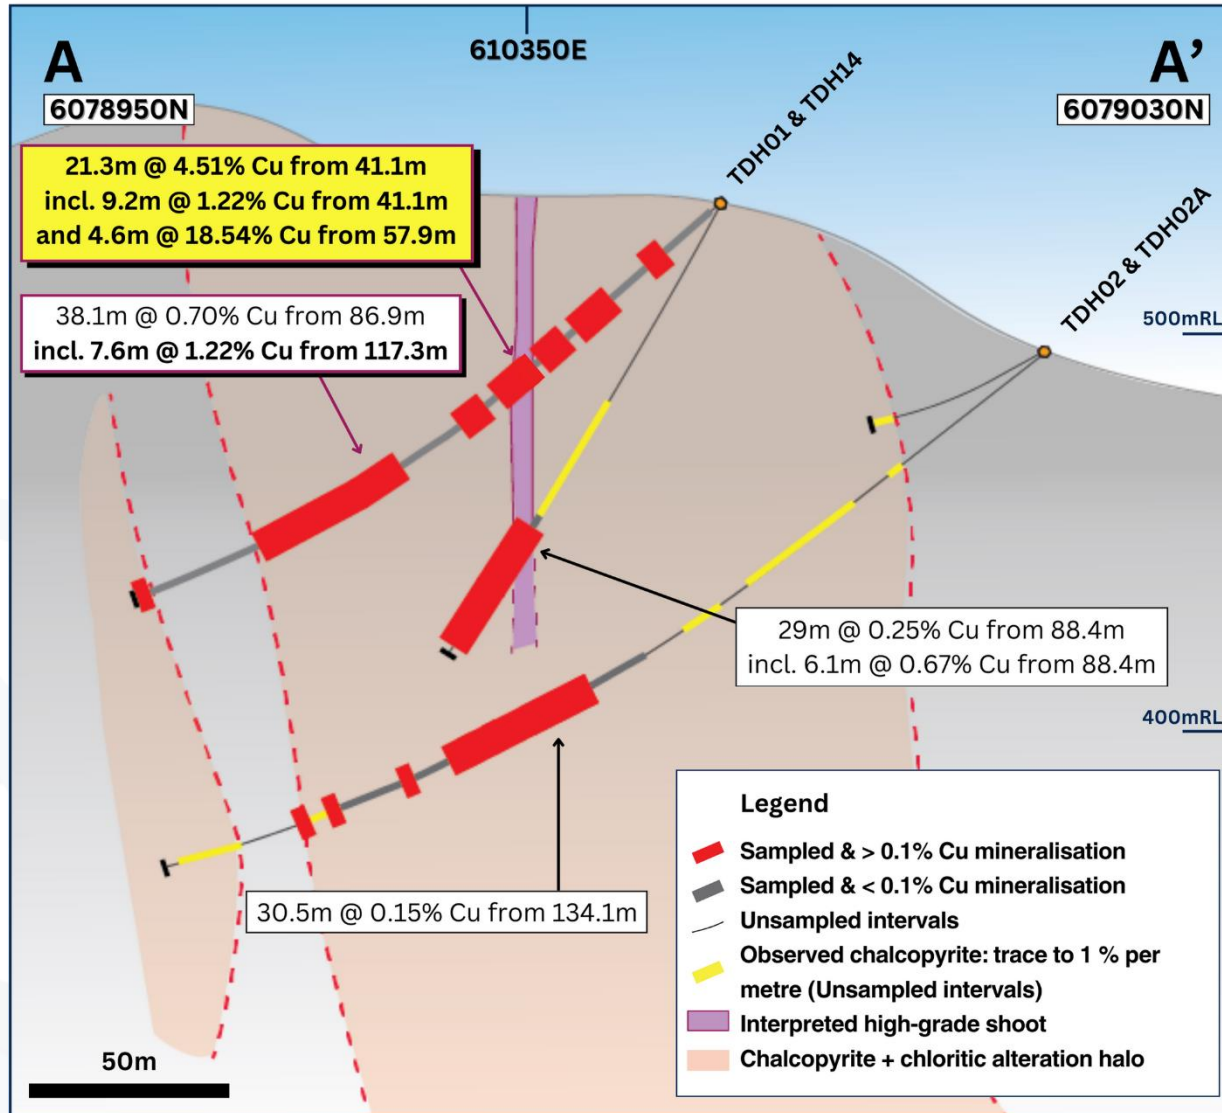 A
610350E
A’
6078950N
6079030N
TDH01 & TDH14
TDH02 & TDH02A
21.3m @ 4.51% Cu from 41.1m
incl. 9.2m @ 1.22% Cu from 41.1m
and 4.6m @ 18.54% Cu from 57.9m
38.1m @ 0.70% Cu from 86.9m
incl. 7.6m @ 1.22% Cu from 117.3m
500mRL
29m @ 0.25% Cu from 88.4m
incl. 6.1m @ 0.67% Cu from 88.4m
400mRL
30.5m @ 0.15% Cu from 134.1m
Legend
Sampled & > 0.1% Cu mineralisation
Sampled & < 0.1% Cu mineralisation
Unsampled intervals
Observed chalcopyrite: trace to 1 % per
metre (Unsampled intervals)
Interpreted high-grade shoot
Chalcopyrite + chloritic alteration halo
50m